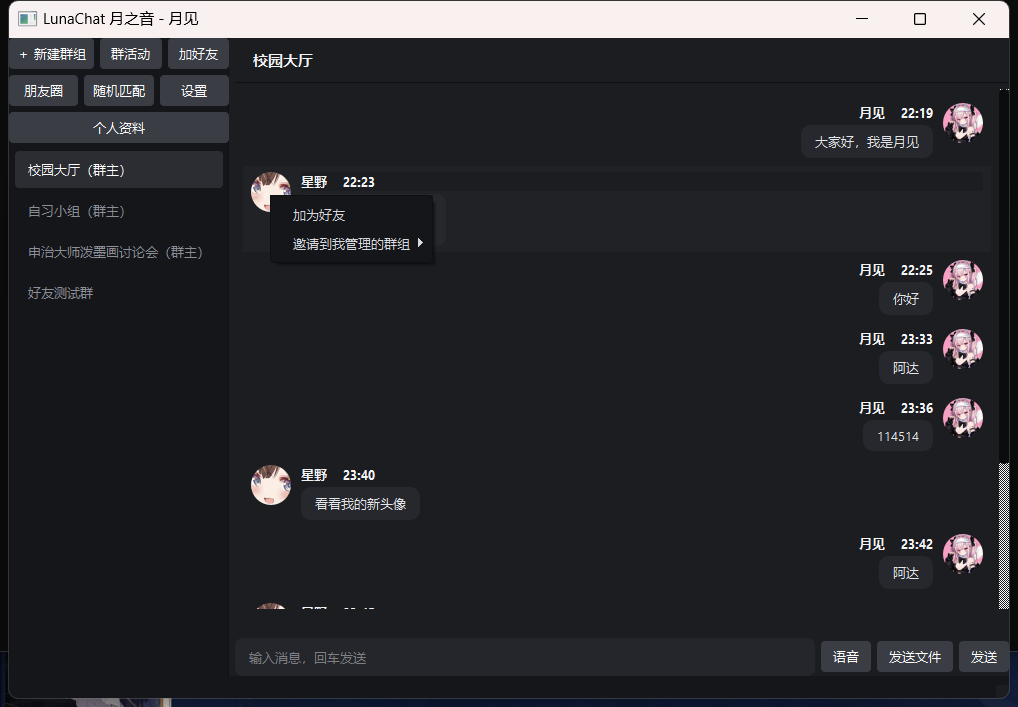 LunaChat 月之音 - 月见
+ 新建群组 群活动 加好友
朋友圈 随机匹配 设置
个人资料
校园大厅（群主）
自习小组（群主）
申治大师泼墨画讨论会（群主）
好友测试群
校园大厅
月见 22:19
大家好，我是月见
星野 22:23
加为好友
邀请到我管理的群组
月见 22:25
你好
月见 23:33
阿达
月见 23:36
114514
星野 23:40
看看我的新头像
月见 23:42
阿达
输入消息，回车发送
语音 发送文件 发送